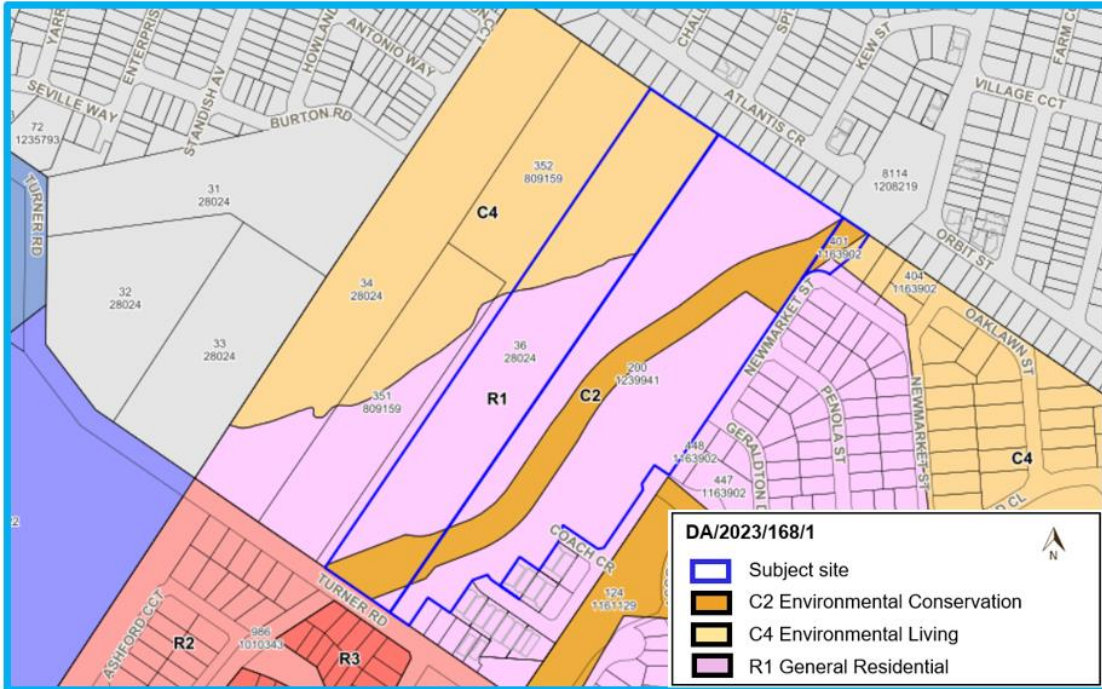 YARR
ENTERPRIS
HOWLAND
ANTONIO WAY
SEVILLE WAY
STANDISH AV
BURTON RD
72
1235793
TURNER RD
31
28024
32
28024
33
28024
352
809159
C4
34
28024
351
809159
36
28024
R1
C2
200
1239941
ATLANTIS CR
KEW ST
VILLAGE CCT
FARM CC
8114
1208219
ORBIT ST
401
1163902
404
1163902
OAKLAWN ST
NEWMARKET ST
NEWMARKET ST
PENOLA ST
GERALDTON D
448
1163902
447
1163902
C4
D CL
COACH CR
124
1161129
TURNER RD
ASHFORD CCT
R2
986
1010343
R3
DA/2023/168/1
N
Subject site
C2 Environmental Conservation
C4 Environmental Living
R1 General Residential